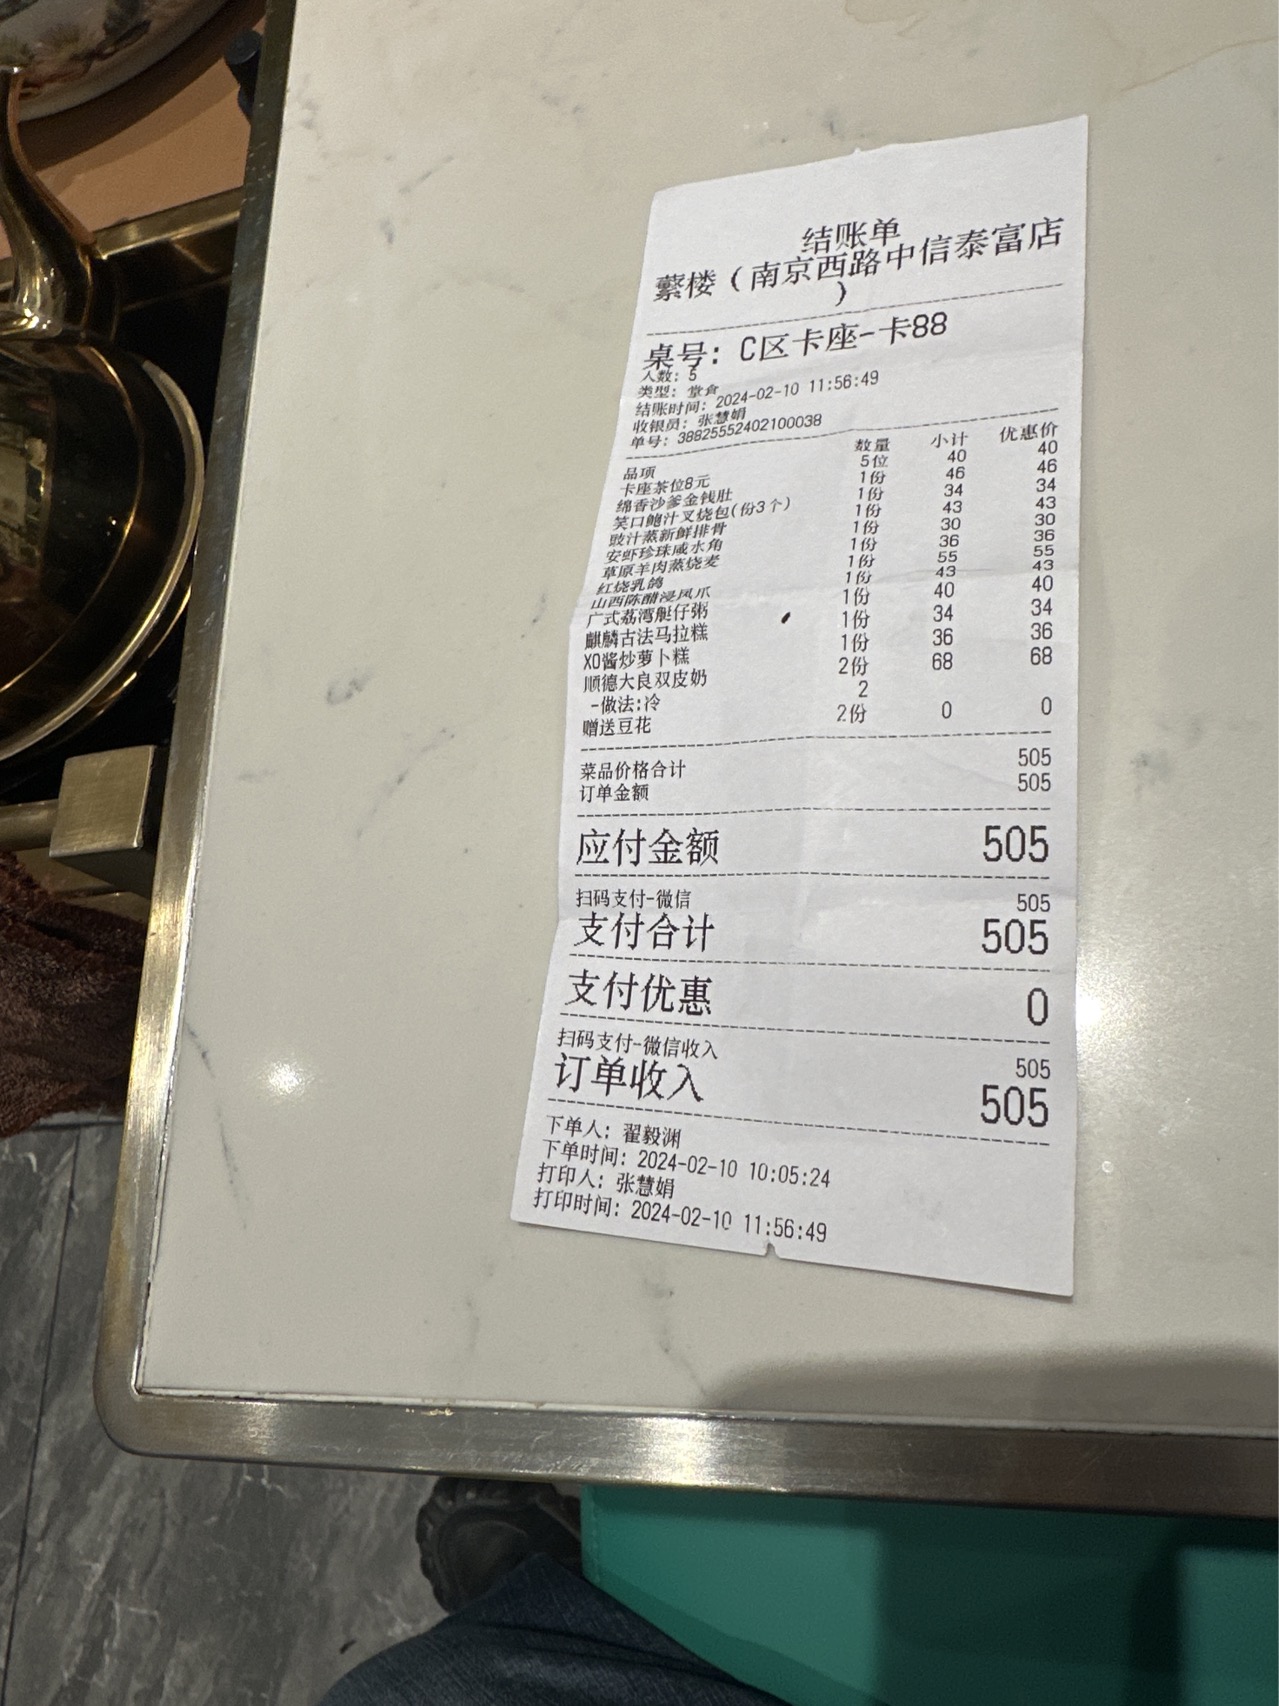 结账单
蘩楼（南京西路中信泰富店
）
桌号: C区卡座-卡88
人数: 5
类型: 堂食
结账时间: 2024-02-10 11:56:49
收银员: 张慧娟
单号: 38825552402100038
品项 数量 小计 优惠价
卡座茶位8元 5位 40 40
绵香沙爹金钱肚 1份 46 46
笑口鲍汁叉烧包(份3个) 1份 34 34
豉汁蒸新鲜排骨 1份 43 43
安虾珍珠咸水角 1份 30 30
草原羊肉蒸烧麦 1份 36 36
红烧乳鸽 1份 55 55
山西陈醋浸凤爪 1份 43 43
广式荔湾艇仔粥 1份 40 40
麒麟古法马拉糕 1份 34 34
XO酱炒萝卜糕 1份 36 36
顺德大良双皮奶 2份 68 68
-做法:冷 2
赠送豆花 2份 0 0
菜品价格合计 505
订单金额 505
应付金额 505
扫码支付-微信 505
支付合计 505
支付优惠 0
扫码支付-微信收入 505
订单收入 505
下单人: 翟毅渊
下单时间: 2024-02-10 10:05:24
打印人: 张慧娟
打印时间: 2024-02-10 11:56:49